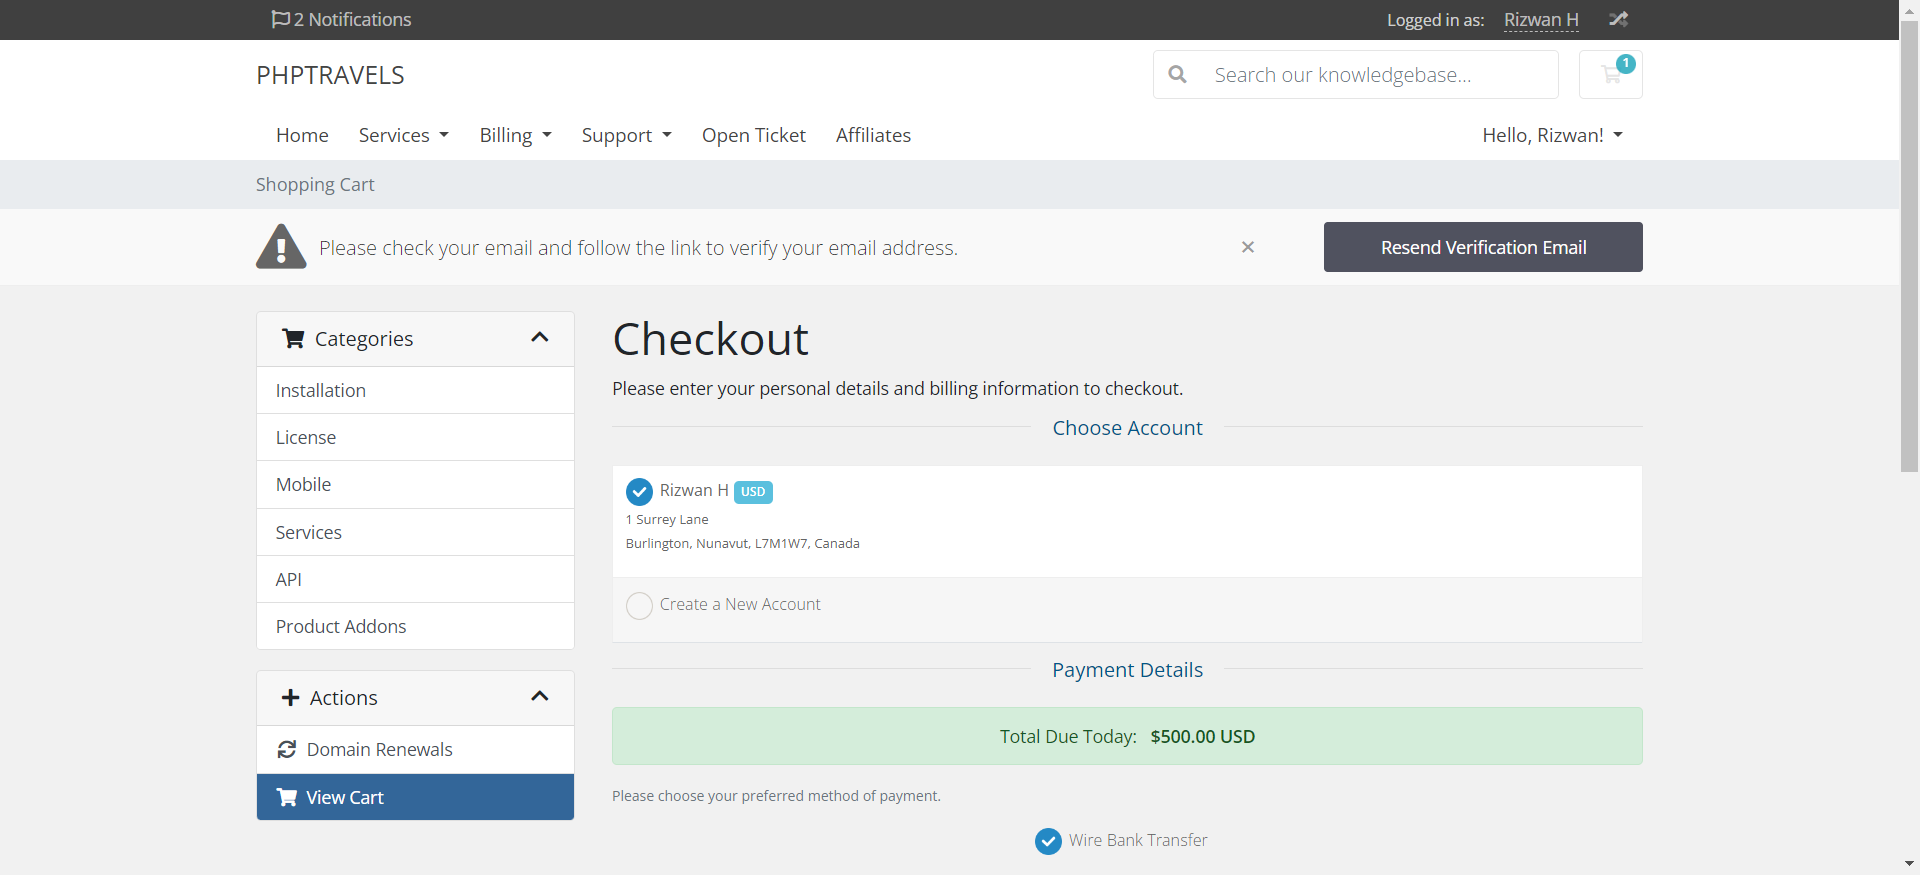 2 Notifications
Logged in as: Rizwan H
PHPTRAVELS
Search our knowledgebase...
1
Home
Services
Billing
Support
Open Ticket
Affiliates
Hello, Rizwan!
Shopping Cart
Please check your email and follow the link to verify your email address.
×
Resend Verification Email
Categories
Installation
License
Mobile
Services
API
Product Addons
Actions
Domain Renewals
View Cart
Checkout
Please enter your personal details and billing information to checkout.
Choose Account
Rizwan H USD
1 Surrey Lane
Burlington, Nunavut, L7M1W7, Canada
Create a New Account
Payment Details
Total Due Today: $500.00 USD
Please choose your preferred method of payment.
Wire Bank Transfer